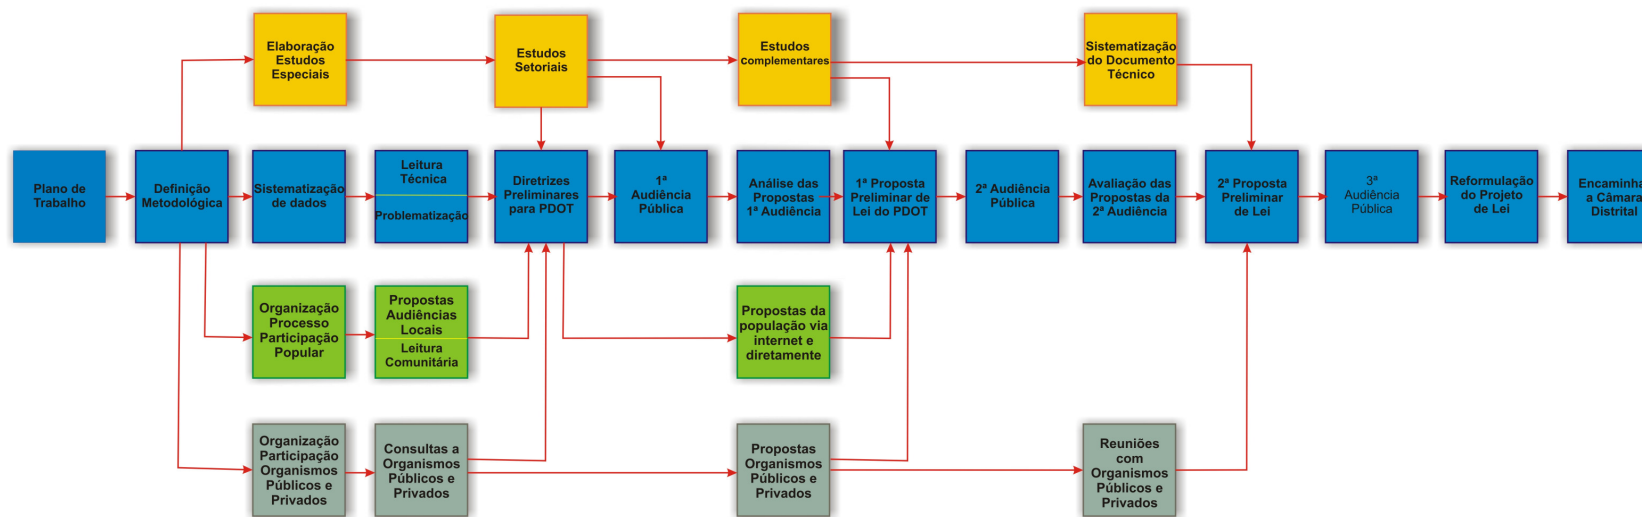 Elaboração
Estudos
Especiais
Estudos
Setoriais
Estudos
complementares
Sistematização
do Documento
Técnico
Plano de
Trabalho
Definição
Metodológica
Sistematização
de dados
Leitura
Técnica
Problematização
Diretrizes
Preliminares
para PDOT
1ª
Audiência
Pública
Análise das
Propostas
1ª Audiência
1ª Proposta
Preliminar de
Lei do PDOT
2ª Audiência
Pública
Avaliação das
Propostas da
2ª Audiência
2ª Proposta
Preliminar
de Lei
3ª
Audiência
Pública
Reformulação
do Projeto
de Lei
Encaminhar
a Câmara
Distrital
Organização
Processo
Participação
Popular
Propostas
Audiências
Locais
Leitura
Comunitária
Propostas da
população via
internet e
diretamente
Organização
Participação
Organismos
Públicos e
Privados
Consultas a
Organismos
Públicos e
Privados
Propostas
Organismos
Públicos e
Privados
Reuniões
com
Organismos
Públicos e
Privados